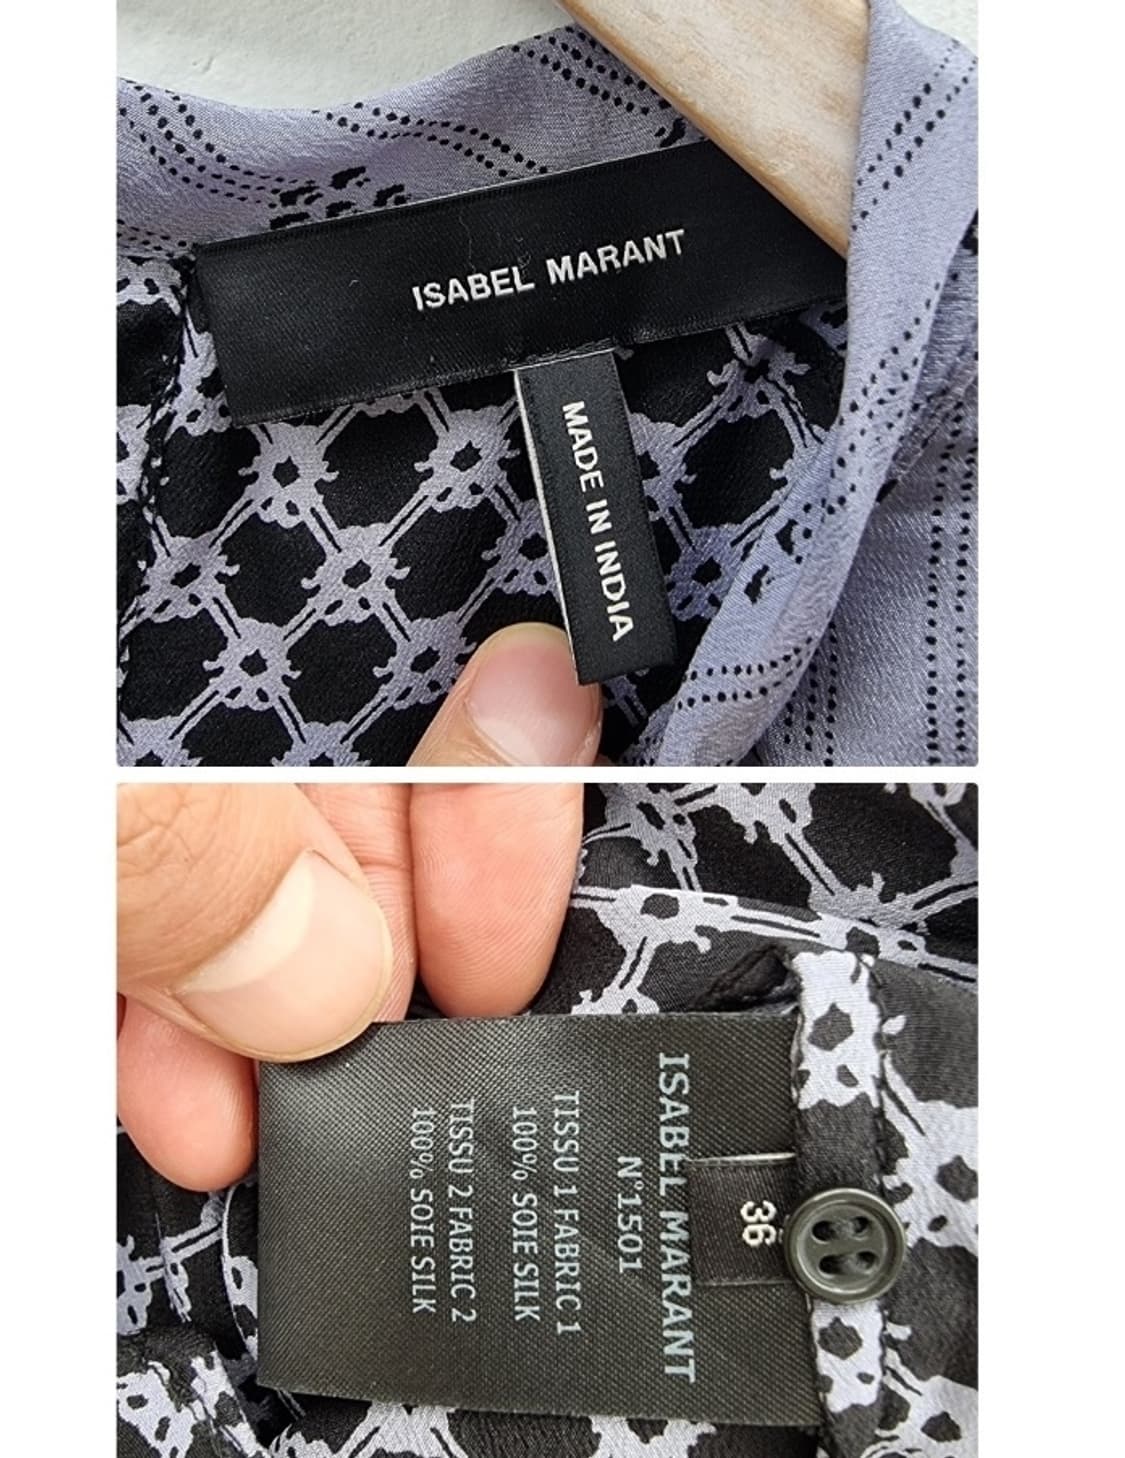 ISABEL MARANT
MADE IN INDIA
ISABEL MARANT
N°1501
TISSU 1 FABRIC 1
100% SOIE SILK
TISSU 2 FABRIC 2
100% SOIE SILK
36